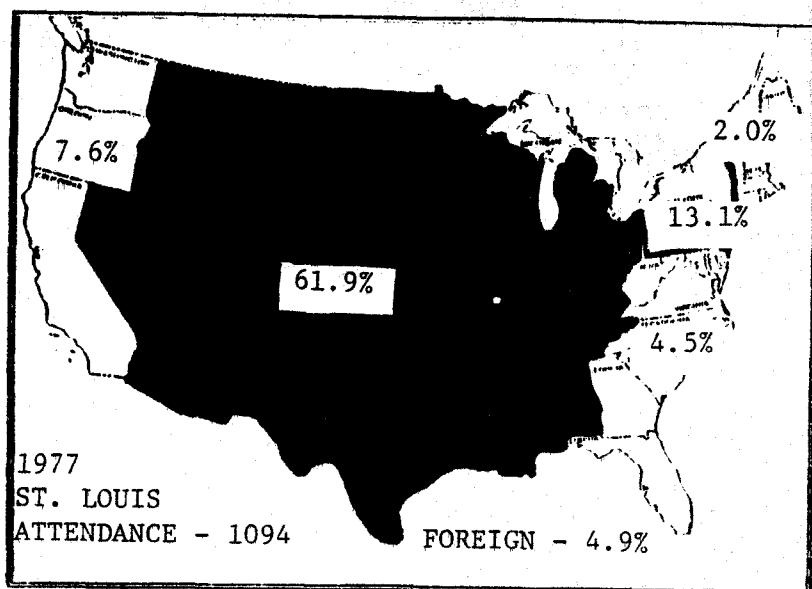 2.0%
7.6%
13.1%
61.9%
4.5%
1977
ST. LOUIS
ATTENDANCE - 1094
FOREIGN - 4.9%